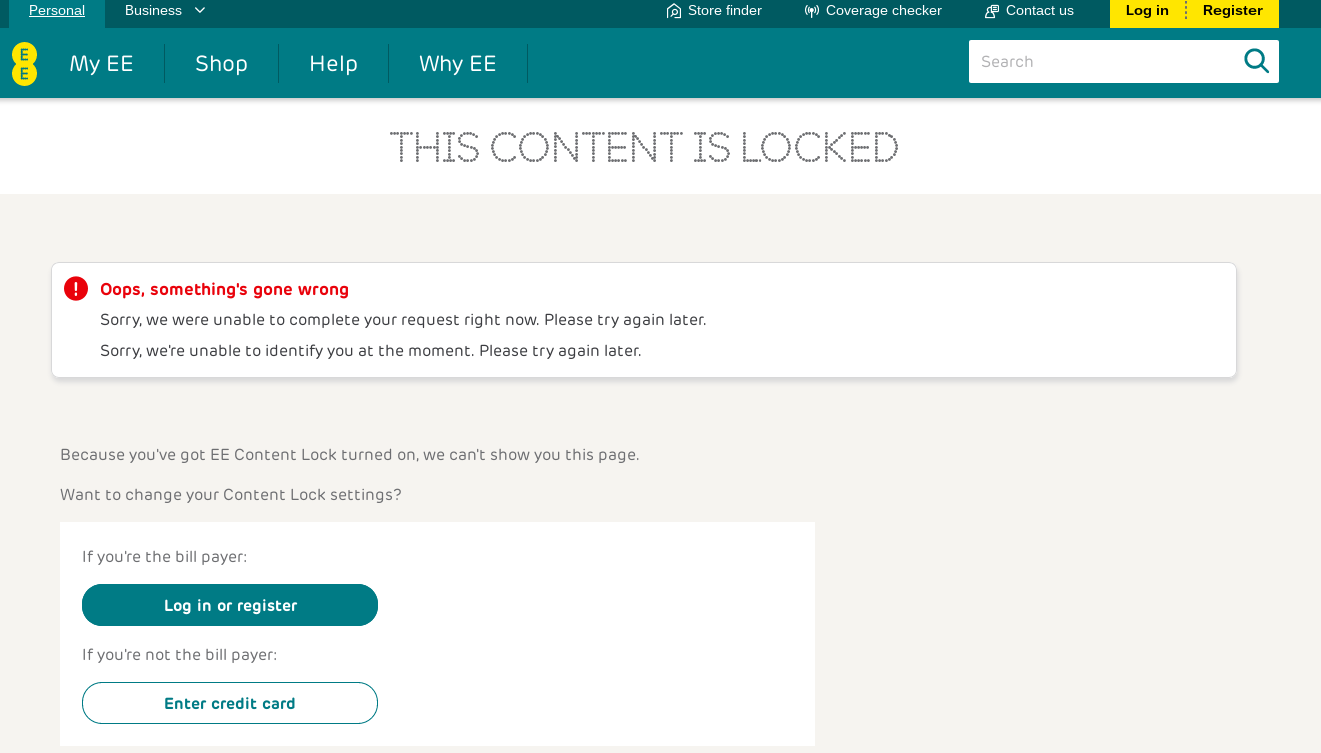 Personal Business Store finder Coverage checker Contact us Log in Register
EE
My EE Shop Help Why EE Search
THIS CONTENT IS LOCKED
Oops, something's gone wrong
Sorry, we were unable to complete your request right now. Please try again later.
Sorry, we're unable to identify you at the moment. Please try again later.
Because you've got EE Content Lock turned on, we can't show you this page.
Want to change your Content Lock settings?
If you're the bill payer:
Log in or register
If you're not the bill payer:
Enter credit card